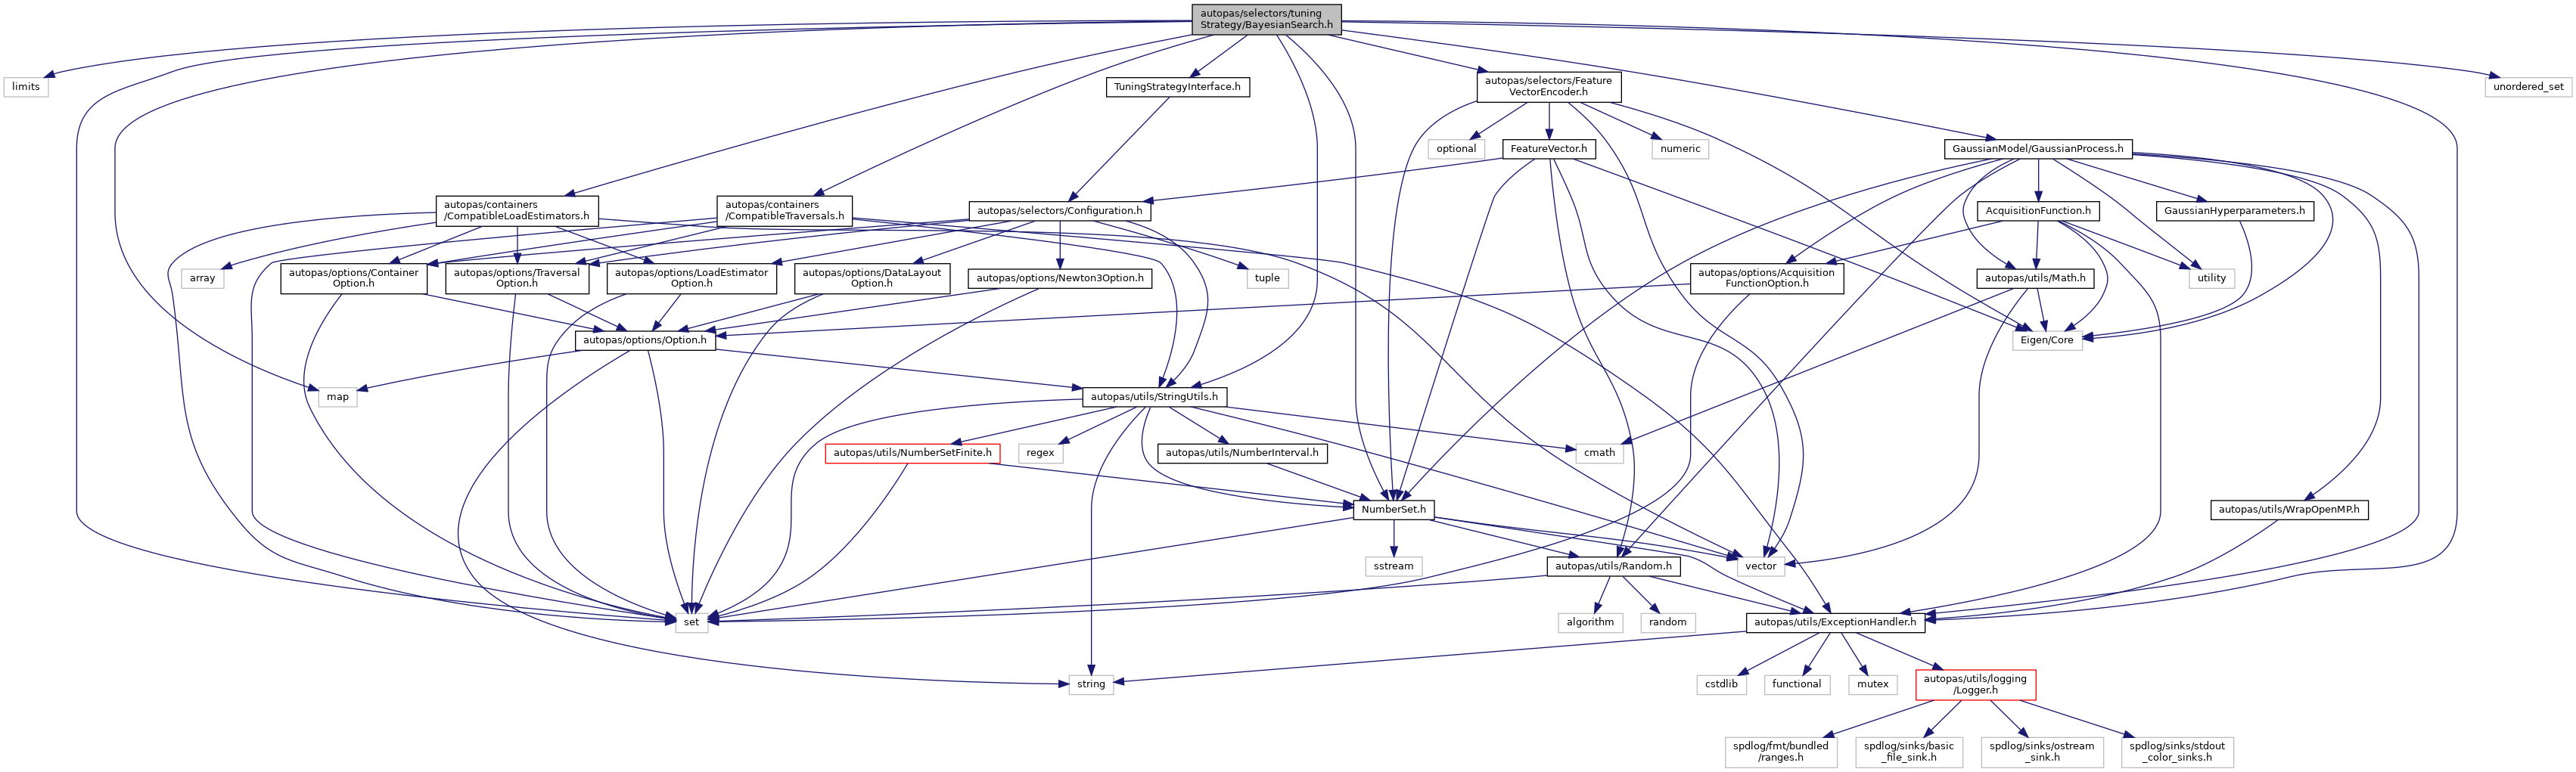 autopas/selectors/tuning
Strategy/BayesianSearch.h
limits
TuningStrategyInterface.h
autopas/selectors/Feature
VectorEncoder.h
unordered_set
optional
FeatureVector.h
numeric
GaussianModel/GaussianProcess.h
autopas/containers
/CompatibleLoadEstimators.h
autopas/containers
/CompatibleTraversals.h
autopas/selectors/Configuration.h
AcquisitionFunction.h
GaussianHyperparameters.h
array
autopas/options/Container
Option.h
autopas/options/Traversal
Option.h
autopas/options/LoadEstimator
Option.h
autopas/options/DataLayout
Option.h
autopas/options/Newton3Option.h
tuple
autopas/options/Acquisition
FunctionOption.h
autopas/utils/Math.h
utility
autopas/options/Option.h
Eigen/Core
map
autopas/utils/StringUtils.h
autopas/utils/NumberSetFinite.h
regex
autopas/utils/NumberInterval.h
cmath
NumberSet.h
autopas/utils/WrapOpenMP.h
sstream
autopas/utils/Random.h
vector
set
algorithm
random
autopas/utils/ExceptionHandler.h
string
cstdlib
functional
mutex
autopas/utils/logging
/Logger.h
spdlog/fmt/bundled
/ranges.h
spdlog/sinks/basic
_file_sink.h
spdlog/sinks/ostream
_sink.h
spdlog/sinks/stdout
_color_sinks.h